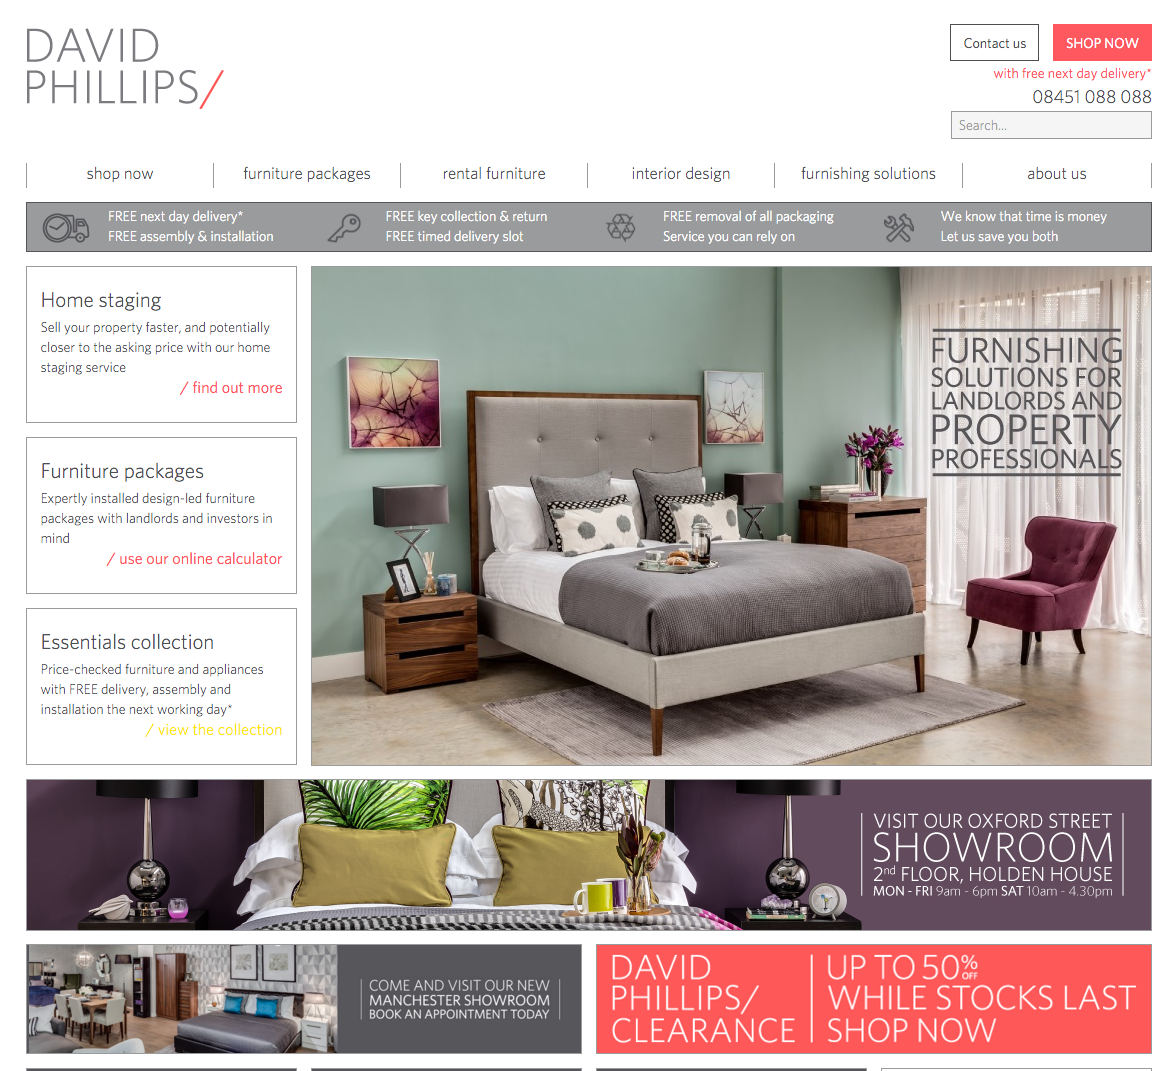 DAVID
PHILLIPS/
Contact us
SHOP NOW
with free next day delivery*
08451 088 088
Search...
shop now
furniture packages
rental furniture
interior design
furnishing solutions
about us
FREE next day delivery*
FREE assembly & installation
FREE key collection & return
FREE timed delivery slot
FREE removal of all packaging
Service you can rely on
We know that time is money
Let us save you both
Home staging
Sell your property faster, and potentially
closer to the asking price with our home
staging service
/ find out more
Furniture packages
Expertly installed design-led furniture
packages with landlords and investors in
mind
/ use our online calculator
Essentials collection
Price-checked furniture and appliances
with FREE delivery, assembly and
installation the next working day*
/ view the collection
FURNISHING
SOLUTIONS FOR
LANDLORDS AND
PROPERTY
PROFESSIONALS
VISIT OUR OXFORD STREET
SHOWROOM
2nd FLOOR, HOLDEN HOUSE
MON - FRI 9am - 6pm SAT 10am - 4.30pm
COME AND VISIT OUR NEW
MANCHESTER SHOWROOM
BOOK AN APPOINTMENT TODAY
DAVID
PHILLIPS/
CLEARANCE
UP TO 50% OFF
WHILE STOCKS LAST
SHOP NOW